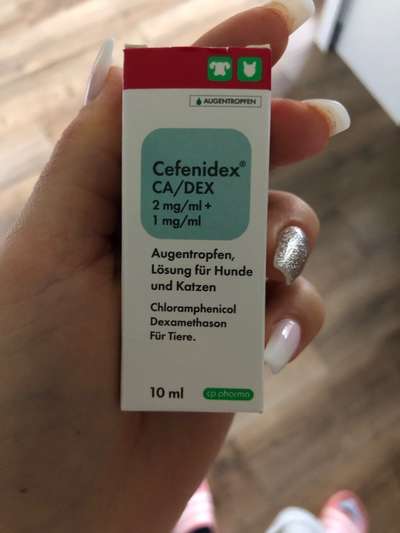 AUGENTROPFEN
Cefenidex®
CA/DEX
2 mg/ml +
1 mg/ml
Augentropfen,
Lösung für Hunde
und Katzen
Chloramphenicol
Dexamethason
Für Tiere.
10 ml
cp pharma